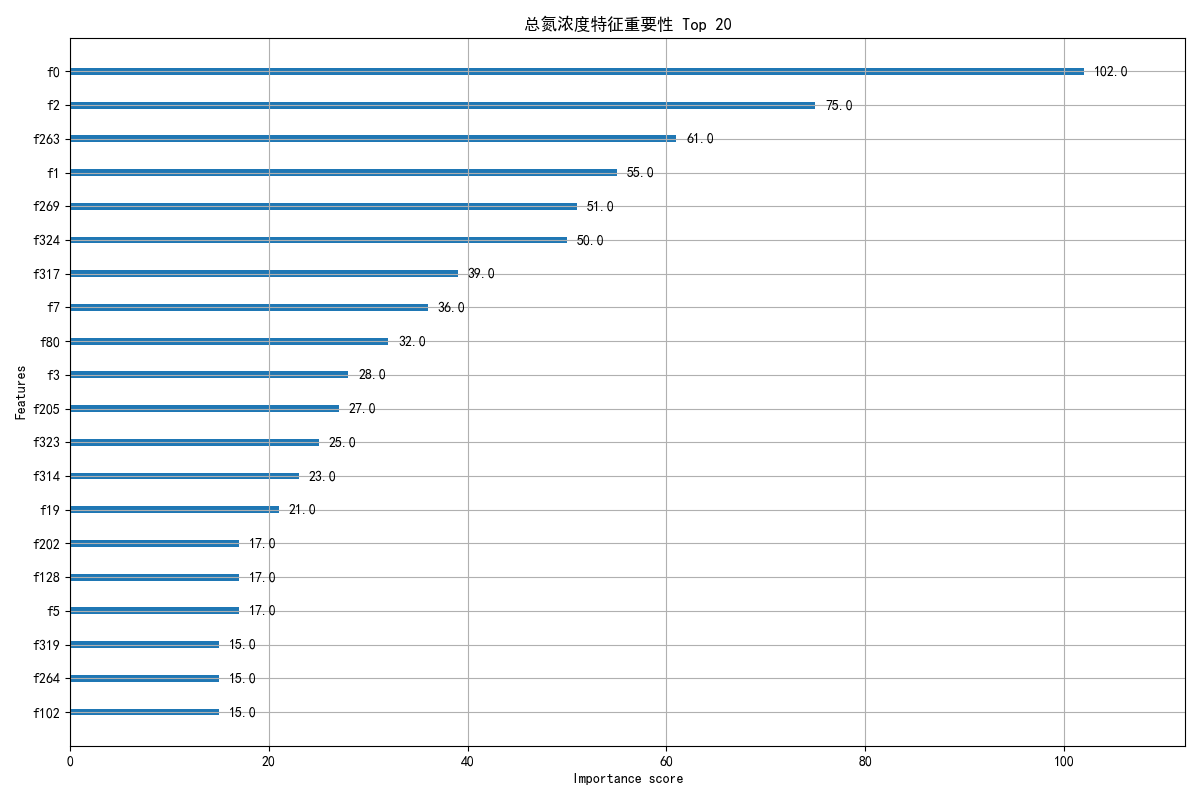 总氮浓度特征重要性 Top 20
f0 102.0
f2 75.0
f263 61.0
f1 55.0
f269 51.0
f324 50.0
f317 39.0
f7 36.0
f80 32.0
f3 28.0
f205 27.0
f323 25.0
f314 23.0
f19 21.0
f202 17.0
f128 17.0
f5 17.0
f319 15.0
f264 15.0
f102 15.0
Features
0 20 40 60 80 100
Importance score